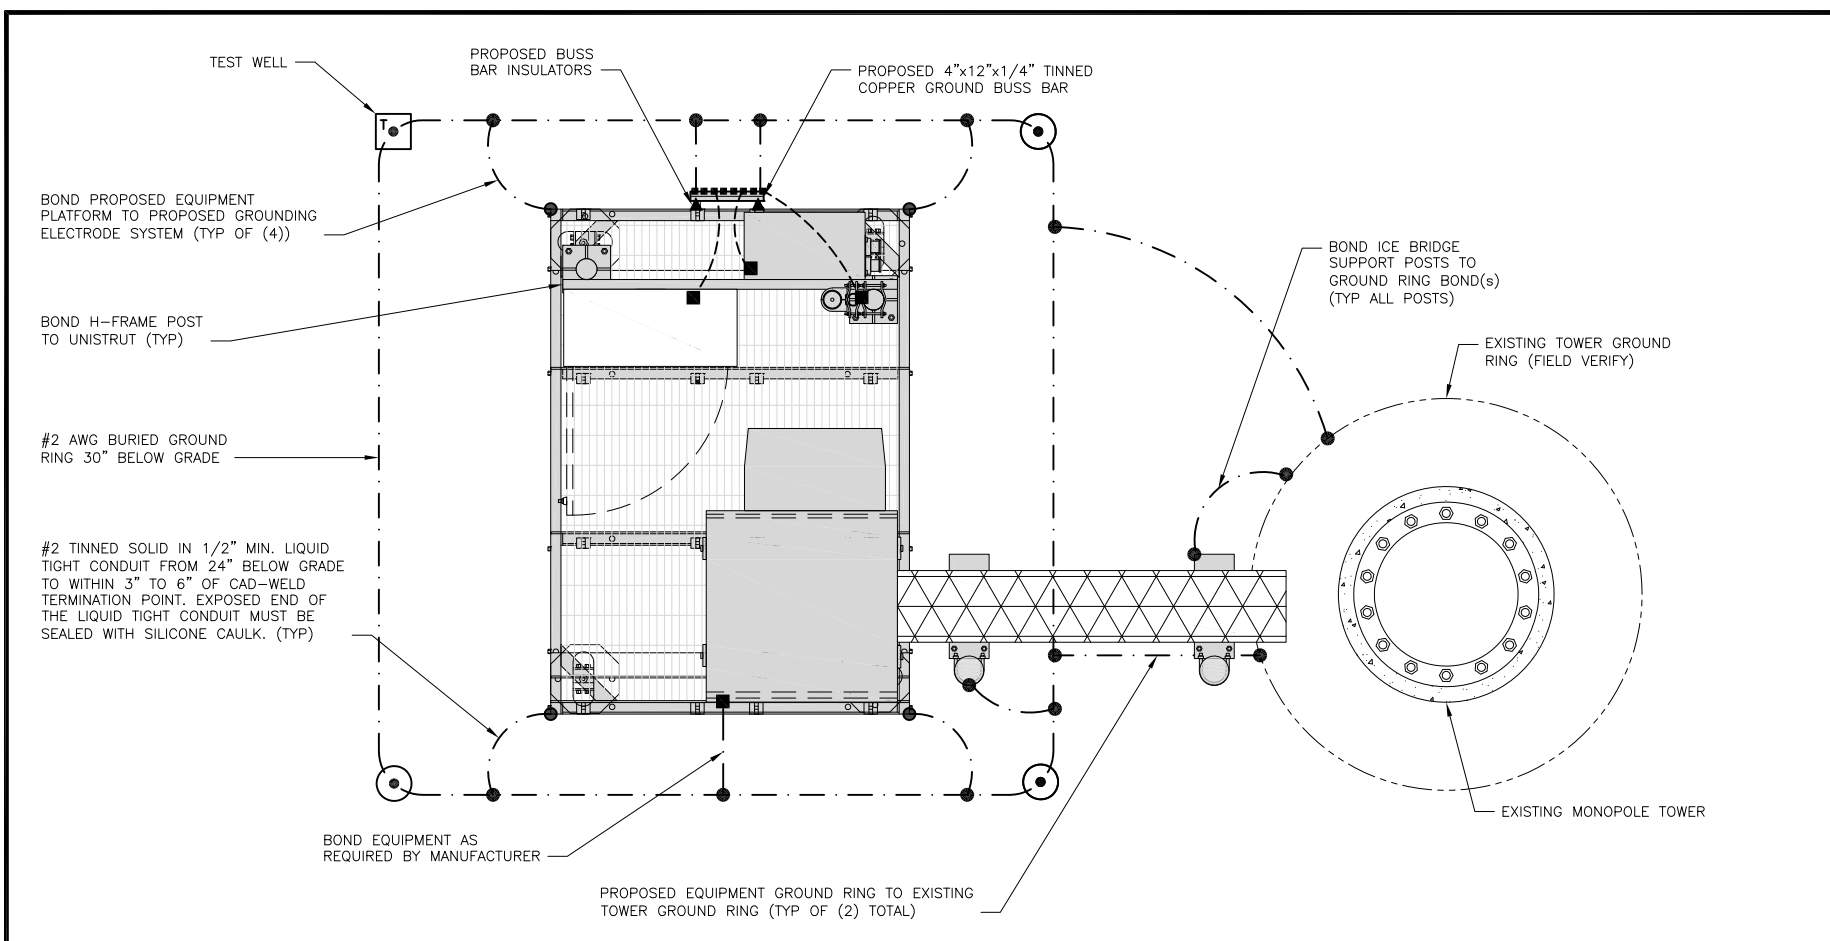 TEST WELL
PROPOSED BUSS
BAR INSULATORS
PROPOSED 4"x12"x1/4" TINNED
COPPER GROUND BUSS BAR
T
BOND PROPOSED EQUIPMENT
PLATFORM TO PROPOSED GROUNDING
ELECTRODE SYSTEM (TYP OF (4))
BOND ICE BRIDGE
SUPPORT POSTS TO
GROUND RING BOND(s)
(TYP ALL POSTS)
BOND H-FRAME POST
TO UNISTRUT (TYP)
EXISTING TOWER GROUND
RING (FIELD VERIFY)
#2 AWG BURIED GROUND
RING 30" BELOW GRADE
#2 TINNED SOLID IN 1/2" MIN. LIQUID
TIGHT CONDUIT FROM 24" BELOW GRADE
TO WITHIN 3" TO 6" OF CAD-WELD
TERMINATION POINT. EXPOSED END OF
THE LIQUID TIGHT CONDUIT MUST BE
SEALED WITH SILICONE CAULK. (TYP)
EXISTING MONOPOLE TOWER
BOND EQUIPMENT AS
REQUIRED BY MANUFACTURER
PROPOSED EQUIPMENT GROUND RING TO EXISTING
TOWER GROUND RING (TYP OF (2) TOTAL)